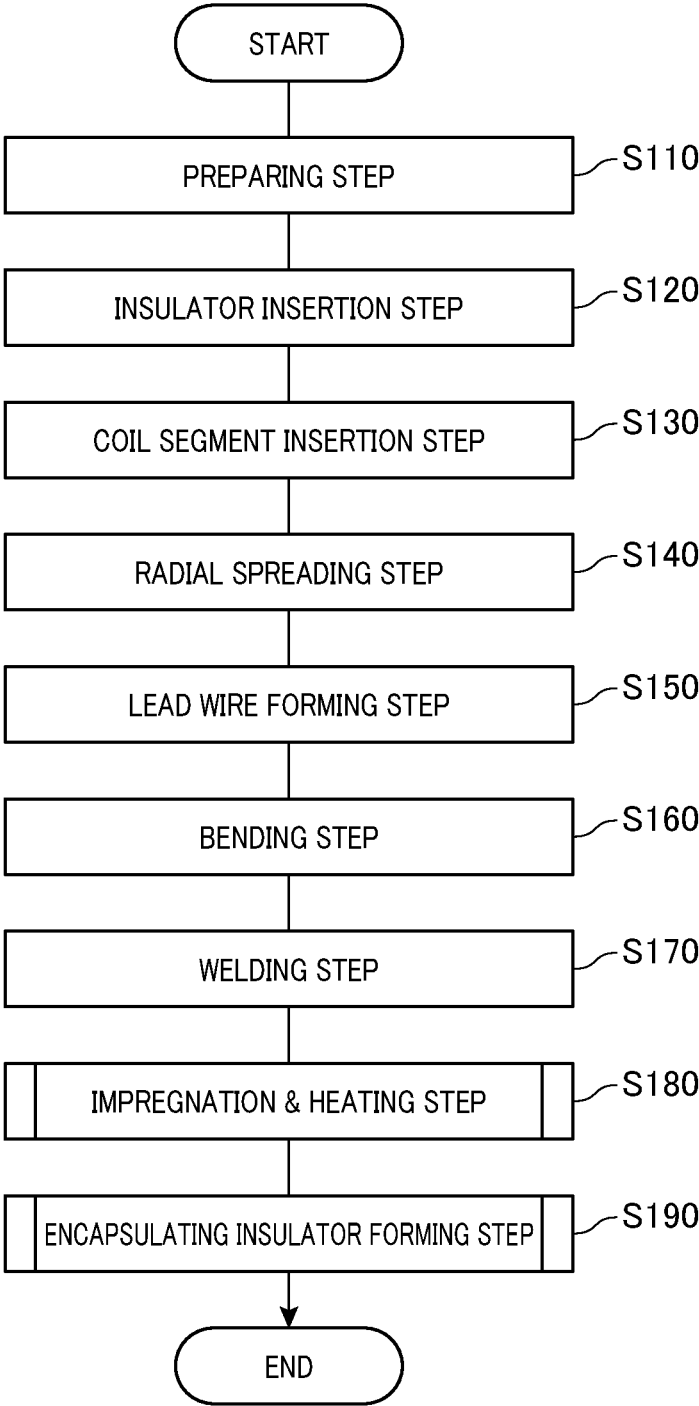 START
PREPARING STEP
S110
INSULATOR INSERTION STEP
S120
COIL SEGMENT INSERTION STEP
S130
RADIAL SPREADING STEP
S140
LEAD WIRE FORMING STEP
S150
BENDING STEP
S160
WELDING STEP
S170
IMPREGNATION & HEATING STEP
S180
ENCAPSULATING INSULATOR FORMING STEP
S190
END